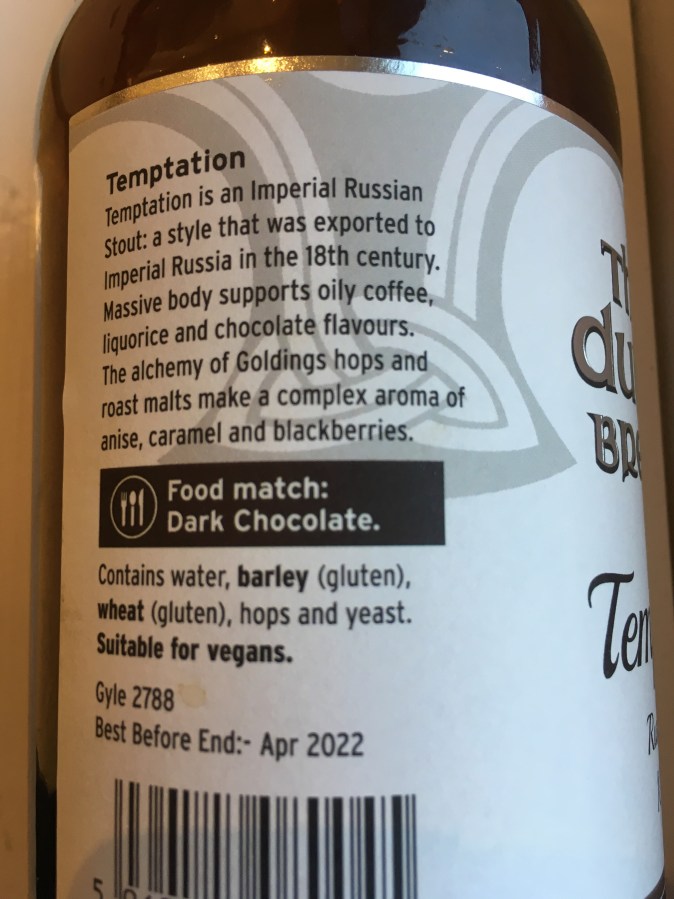 Temptation
Temptation is an Imperial Russian
Stout: a style that was exported to
Imperial Russia in the 18th century.
Massive body supports oily coffee,
liquorice and chocolate flavours.
The alchemy of Goldings hops and
roast malts make a complex aroma of
anise, caramel and blackberries.
Food match:
Dark Chocolate.
Contains water, barley (gluten),
wheat (gluten), hops and yeast.
Suitable for vegans.
Gyle 2788
Best Before End:- Apr 2022
5